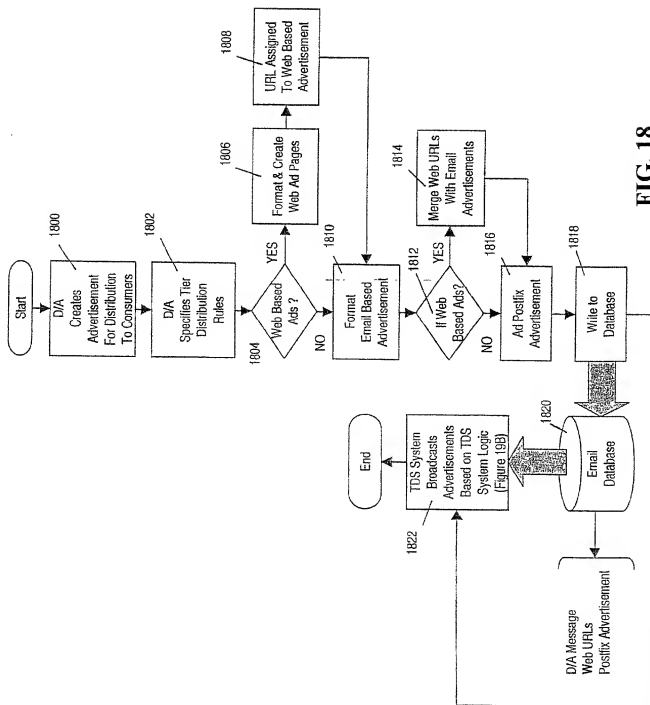 Start
1800
D/A
Creates
Advertisement
For Distribution
To Consumers
1802
D/A
Specifies Tier
Distribution
Rules
1804
Web Based
Ads ?
YES
NO
1806
Format & Create
Web Ad Pages
1808
URL Assigned
To Web Based
Advertisement
1810
Format
Email Based
Advertisement
1812
If Web
Based Ads?
YES
NO
1814
Merge Web URLs
With Email
Advertisements
1816
Ad Postfix
Advertisement
1818
Write to
Database
1820
Email
Database
D/A Message
Web URLs
Postfix Advertisement
1822
TDS System
Broadcasts
Advertisements
Based on TDS
System Logic
(Figure 19B)
End
FIG. 18